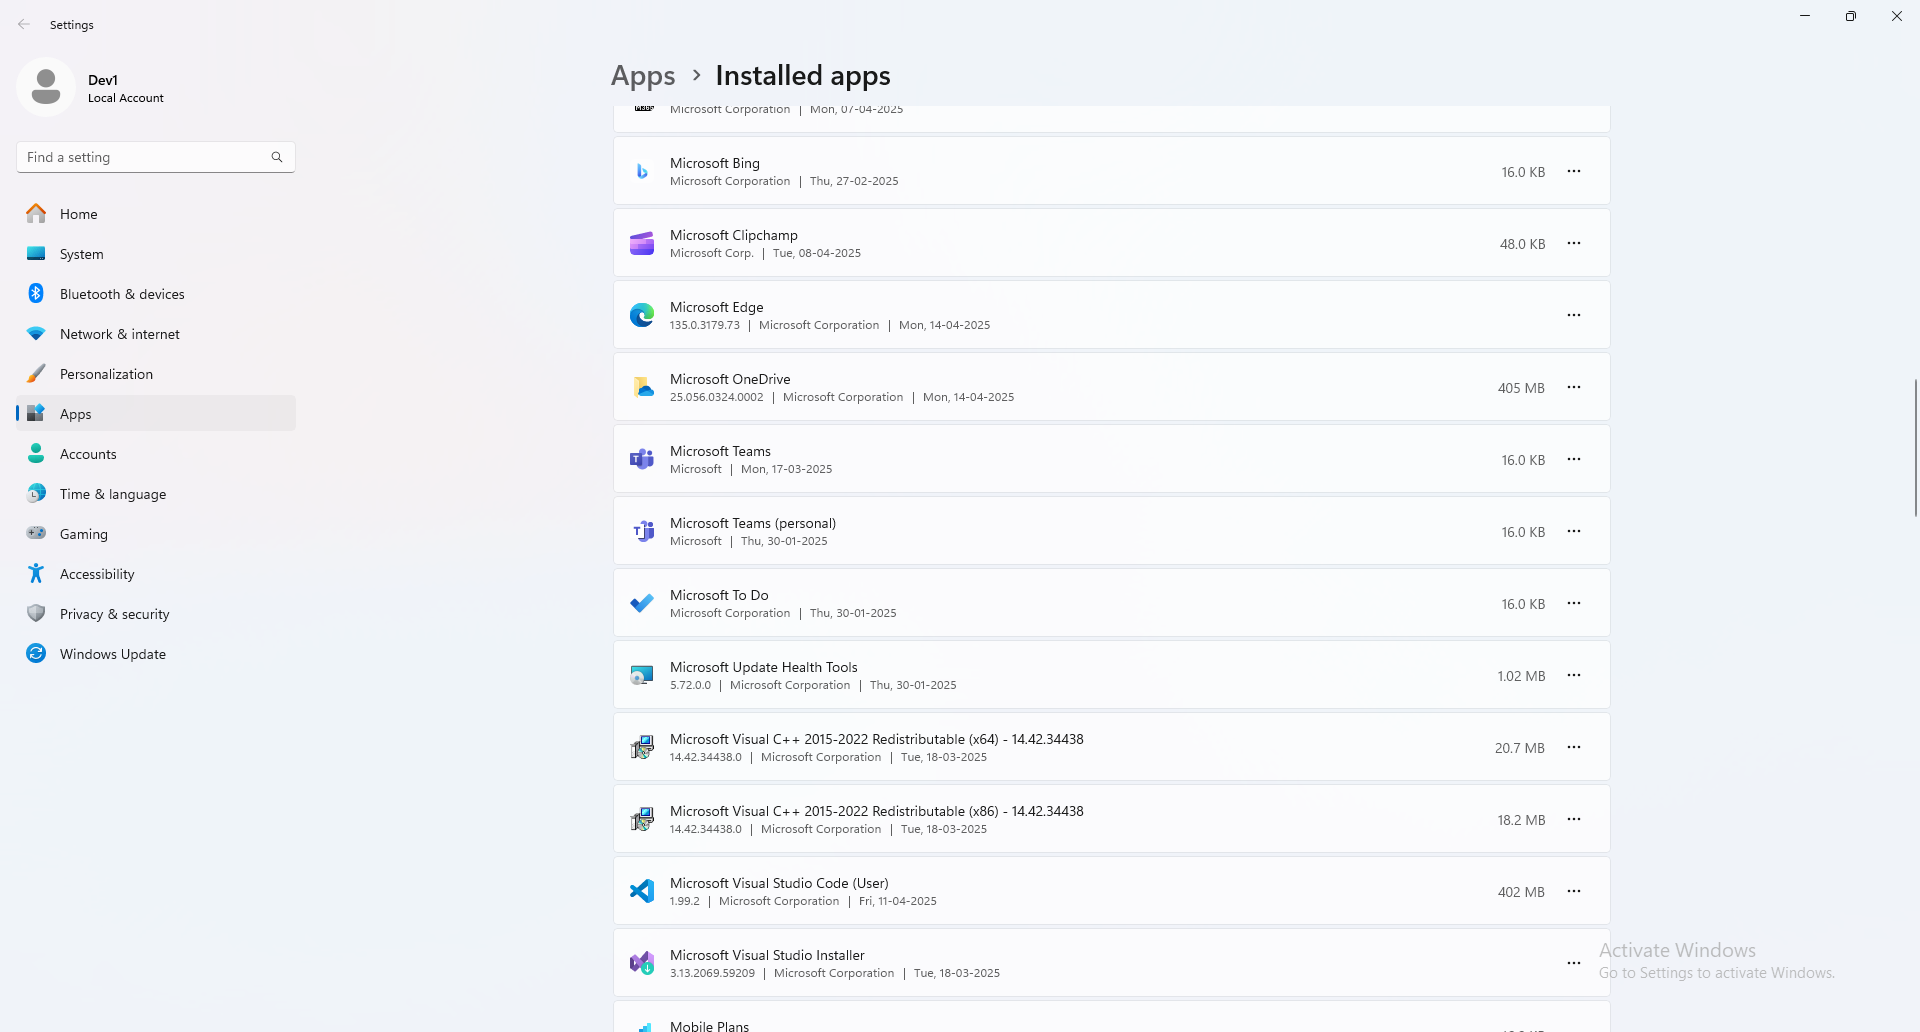 Settings
Dev1
Local Account
Find a setting
Home
System
Bluetooth & devices
Network & internet
Personalization
Apps
Accounts
Time & language
Gaming
Accessibility
Privacy & security
Windows Update
Apps > Installed apps
Microsoft Corporation | Mon, 07-04-2025
Microsoft Bing
Microsoft Corporation | Thu, 27-02-2025
16.0 KB
Microsoft Clipchamp
Microsoft Corp. | Tue, 08-04-2025
48.0 KB
Microsoft Edge
135.0.3179.73 | Microsoft Corporation | Mon, 14-04-2025
Microsoft OneDrive
25.056.0324.0002 | Microsoft Corporation | Mon, 14-04-2025
405 MB
Microsoft Teams
Microsoft | Mon, 17-03-2025
16.0 KB
Microsoft Teams (personal)
Microsoft | Thu, 30-01-2025
16.0 KB
Microsoft To Do
Microsoft Corporation | Thu, 30-01-2025
16.0 KB
Microsoft Update Health Tools
5.72.0.0 | Microsoft Corporation | Thu, 30-01-2025
1.02 MB
Microsoft Visual C++ 2015-2022 Redistributable (x64) - 14.42.34438
14.42.34438.0 | Microsoft Corporation | Tue, 18-03-2025
20.7 MB
Microsoft Visual C++ 2015-2022 Redistributable (x86) - 14.42.34438
14.42.34438.0 | Microsoft Corporation | Tue, 18-03-2025
18.2 MB
Microsoft Visual Studio Code (User)
1.99.2 | Microsoft Corporation | Fri, 11-04-2025
402 MB
Microsoft Visual Studio Installer
3.13.2069.59209 | Microsoft Corporation | Tue, 18-03-2025
Mobile Plans
Activate Windows
Go to Settings to activate Windows.